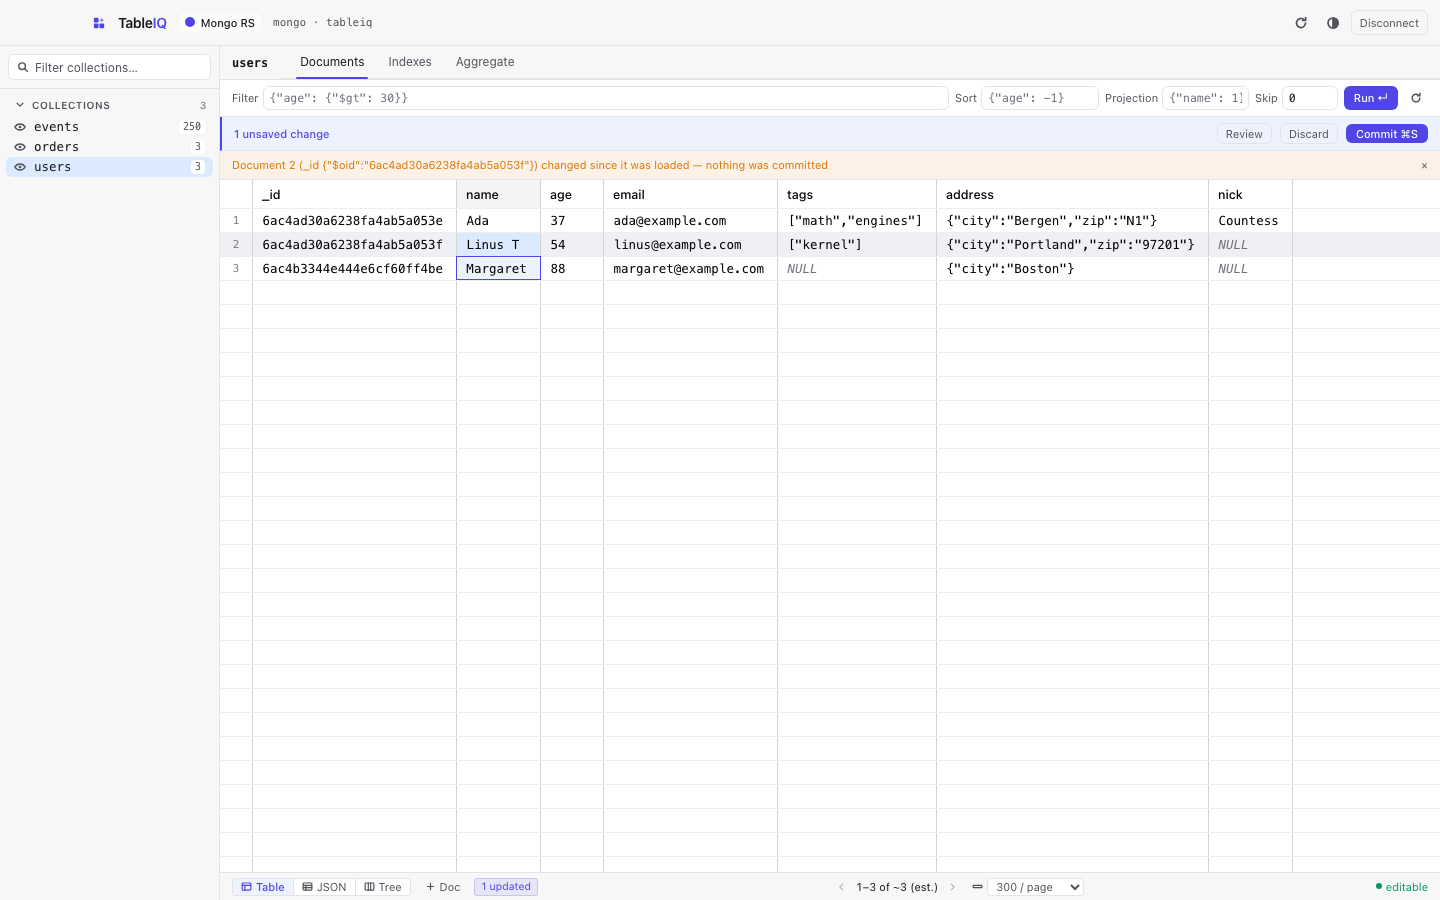 TableIQ Mongo RS mongo · tableiq Disconnect
Filter collections...
COLLECTIONS 3
events 250
orders 3
users 3
users Documents Indexes Aggregate
Filter {"age": {"$gt": 30}} Sort {"age": −1} Projection {"name": 1} Skip 0 Run ↵
1 unsaved change Review Discard Commit ⌘S
Document 2 (_id {"$oid":"6ac4ad30a6238fa4ab5a053f"}) changed since it was loaded — nothing was committed ×
_id name age email tags address nick
1 6ac4ad30a6238fa4ab5a053e Ada 37 ada@example.com ["math","engines"] {"city":"Bergen","zip":"N1"} Countess
2 6ac4ad30a6238fa4ab5a053f Linus T 54 linus@example.com ["kernel"] {"city":"Portland","zip":"97201"} NULL
3 6ac4b3344e444e6cf60ff4be Margaret 88 margaret@example.com NULL {"city":"Boston"} NULL
Table JSON Tree + Doc 1 updated 1–3 of ~3 (est.) 300 / page editable